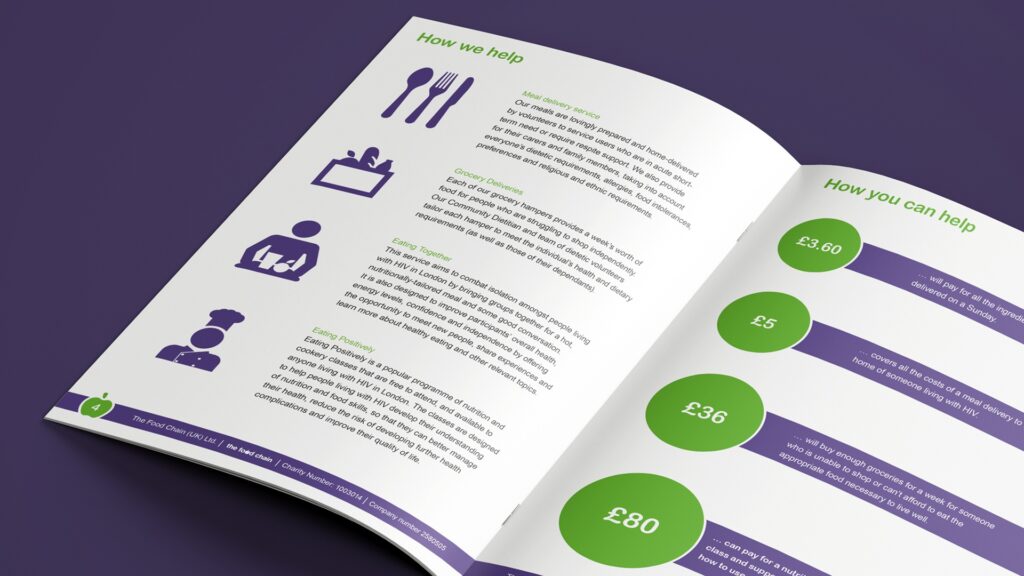 How we help
Meal delivery service
Our meals are lovingly prepared and home-delivered
by volunteers to service users who are in acute short-
term need or require respite support. We also provide
for their carers and family members, taking into account
everyone's dietetic requirements, allergies, food intolerances,
preferences and religious and ethnic requirements.
Grocery Deliveries
Each of our grocery hampers provides a week's worth of
food for people who are struggling to shop independently.
Our Community Dietitian and team of dietetic volunteers
tailor each hamper to meet the individual's health and dietary
requirements (as well as those of their dependants).
Eating Together
This service aims to combat isolation amongst people living
with HIV in London by bringing groups together for a hot,
nutritionally-tailored meal and some good conversation.
It is also designed to improve participants' overall health,
energy levels, confidence and independence by offering
the opportunity to meet new people, share experiences and
learn more about healthy eating and other relevant topics.
Eating Positively
Eating Positively is a popular programme of nutrition and
cookery classes that are free to attend, and available to
anyone living with HIV in London. The classes are designed
to help people living with HIV develop their understanding
of nutrition and food skills, so that they can better manage
their health, reduce the risk of developing further health
complications and improve their quality of life.
4
The Food Chain (UK) Ltd | the food chain | Charity Number: 1003014 | Company number 2580505
How you can help
£3.60
... will pay for all the
delivered on a Sunday.
£5
... covers all the costs of a meal delivery to
home of someone living with HIV.
£36
... will buy enough groceries for a week for someone
who is unable to shop or can't afford to eat the
appropriate food necessary to live well.
£80
... can pay for a
class and
how to use